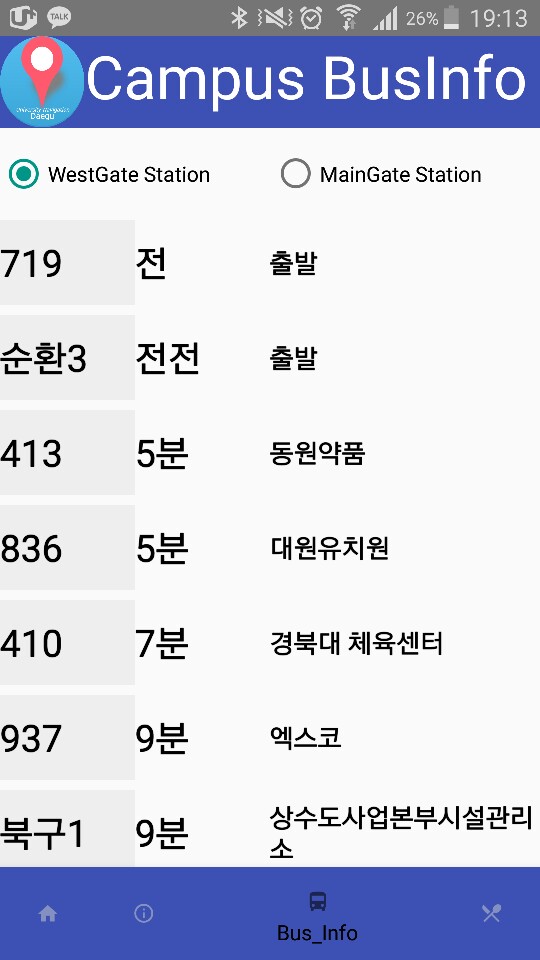 TALK
26% 19:13
University Navigation
Daegu
Campus BusInfo
WestGate Station
MainGate Station
719 전 출발
순환3 전전 출발
413 5분 동원약품
836 5분 대원유치원
410 7분 경북대 체육센터
937 9분 엑스코
북구1 9분 상수도사업본부시설관리
소
Bus_Info